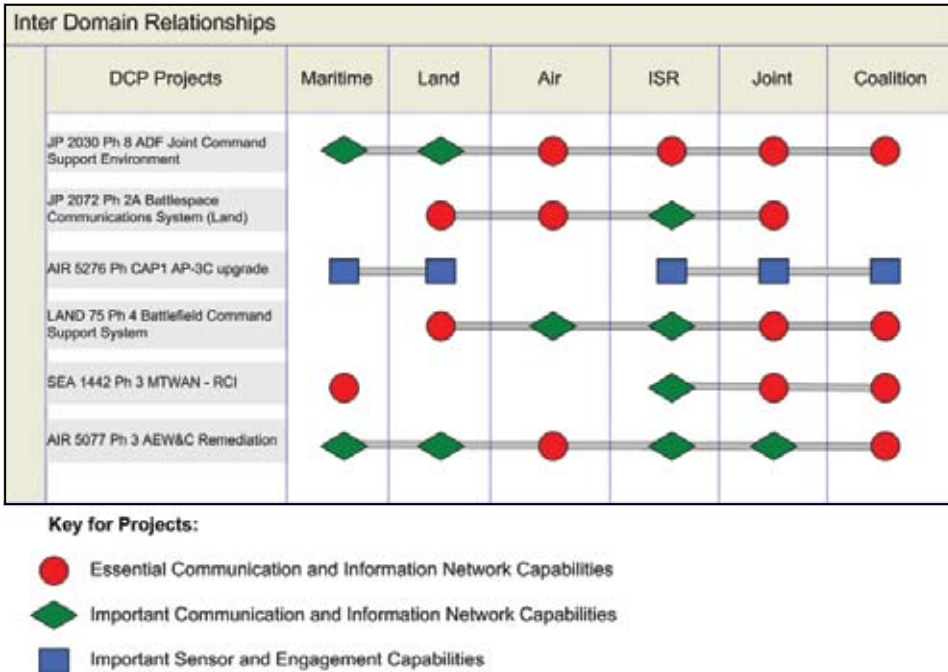 Inter Domain Relationships
DCP Projects Maritime Land Air ISR Joint Coalition
JP 2030 Ph 8 ADF Joint Command
Support Environment
JP 2072 Ph 2A Battlespace
Communications System (Land)
AIR 5276 Ph CAP1 AP-3C upgrade
LAND 75 Ph 4 Battlefield Command
Support System
SEA 1442 Ph 3 MTWAN - RCI
AIR 5077 Ph 3 AEW&C Remediation
Key for Projects:
Essential Communication and Information Network Capabilities
Important Communication and Information Network Capabilities
Important Sensor and Engagement Capabilities